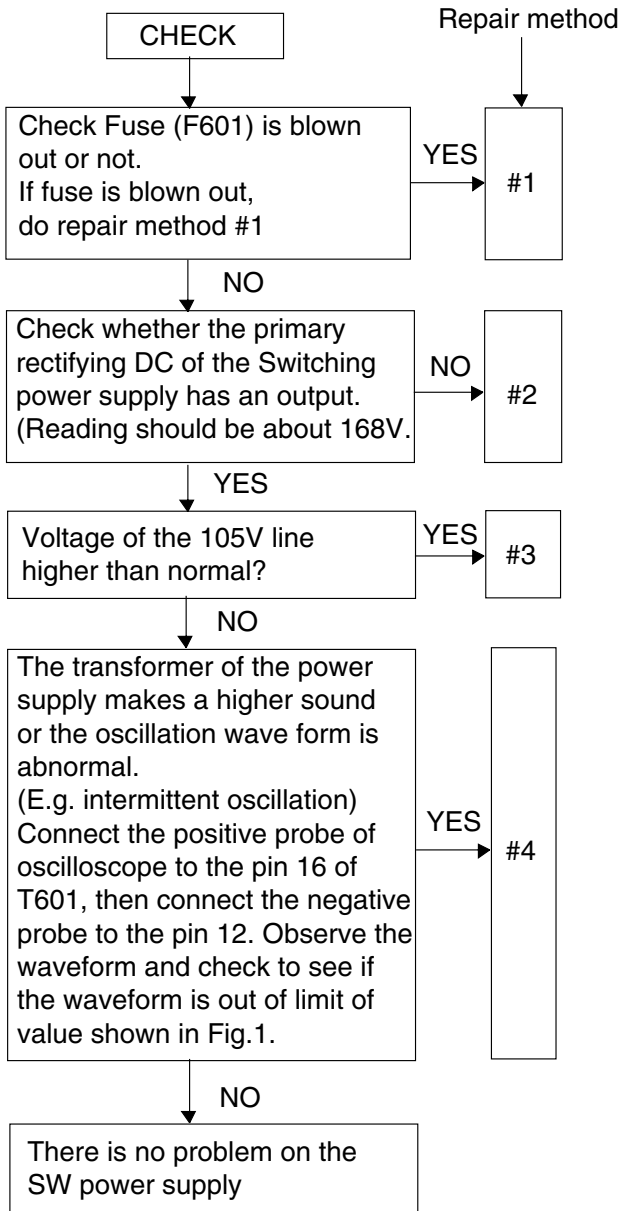 CHECK
Repair method
Check Fuse (F601) is blown
out or not.
If fuse is blown out,
do repair method #1
YES
#1
NO
Check whether the primary
rectifying DC of the Switching
power supply has an output.
(Reading should be about 168V.
NO
#2
YES
Voltage of the 105V line
higher than normal?
YES
#3
NO
The transformer of the power
supply makes a higher sound
or the oscillation wave form is
abnormal.
(E.g. intermittent oscillation)
Connect the positive probe of
oscilloscope to the pin 16 of
T601, then connect the negative
probe to the pin 12. Observe the
waveform and check to see if
the waveform is out of limit of
value shown in Fig.1.
YES
#4
NO
There is no problem on the
SW power supply